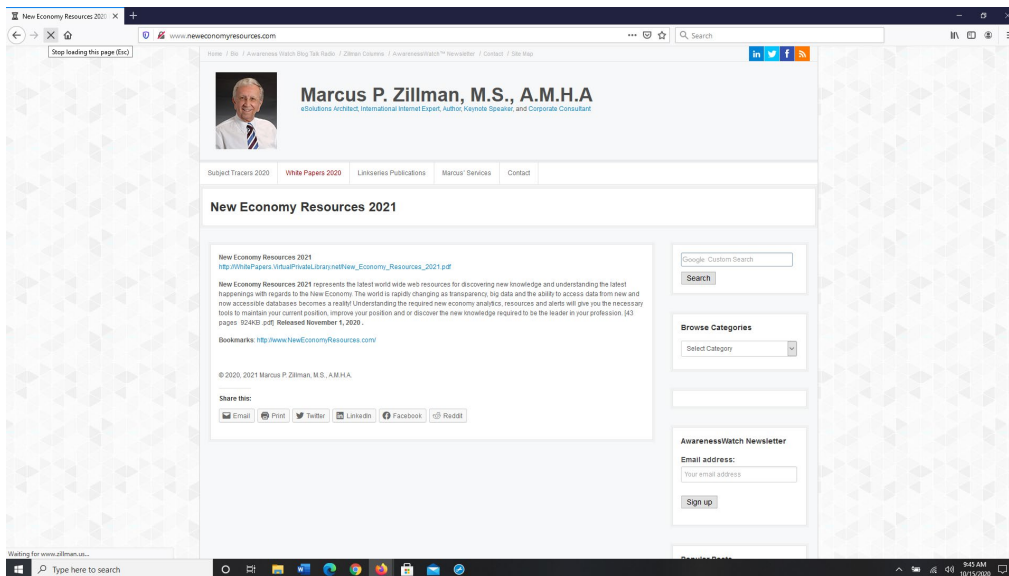 New Economy Resources 202
www.neweconomyresources.com
Search
Stop loading this page (Esc)
Home / Bio / Awareness Watch Blog Talk Radio / Zillman Columns / AwarenessWatch™ Newsletter / Contact / Site Map
Marcus P. Zillman, M.S., A.M.H.A
eSolutions Architect, International Internet Expert, Author, Keynote Speaker, and Corporate Consultant
Subject Tracers 2020 White Papers 2020 Linkseries Publications Marcus' Services Contact
New Economy Resources 2021
New Economy Resources 2021
http://WhitePapers.VirtualPrivateLibrary.net/New_Economy_Resources_2021.pdf
New Economy Resources 2021 represents the latest world wide web resources for discovering new knowledge and understanding the latest
happenings with regards to the New Economy. The world is rapidly changing as transparency, big data and the ability to access data from new and
now accessible databases becomes a reality! Understanding the required new economy analytics, resources and alerts will give you the necessary
tools to maintain your current position, improve your position and or discover the new knowledge required to be the leader in your profession. [43
pages 924KB .pdf] Released November 1, 2020 .
Bookmarks: http://www.NewEconomyResources.com/
© 2020, 2021 Marcus P. Zillman, M.S., A.M.H.A.
Share this:
Email Print Twitter LinkedIn Facebook Reddit
Google Custom Search
Search
Browse Categories
Select Category
AwarenessWatch Newsletter
Email address:
Your email address
Sign up
Popular Posts
Waiting for www.zillman.us...
Type here to search
9:45 AM
10/15/2020